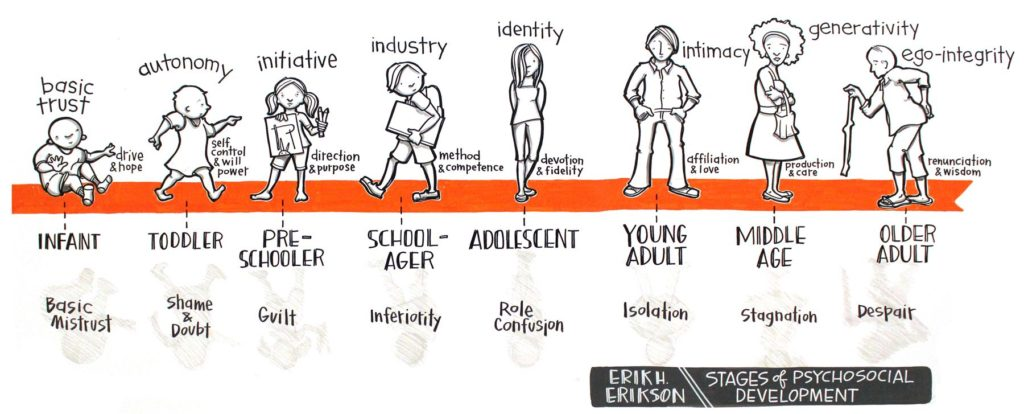 basic
trust
drive
& hope
INFANT
Basic
Mistrust
autonomy
self
control
& will
power
TODDLER
Shame
&
Doubt
initiative
direction
& purpose
PRE-
SCHOOLER
Guilt
industry
method
& competence
SCHOOL-
AGER
Inferiority
identity
devotion
& fidelity
ADOLESCENT
Role
Confusion
intimacy
affiliation
& love
YOUNG
ADULT
Isolation
generativity
production
& care
MIDDLE
AGE
Stagnation
ego-integrity
renunciation
& wisdom
OLDER
ADULT
Despair
ERIK H.
ERIKSON
STAGES of PSYCHOSOCIAL
DEVELOPMENT